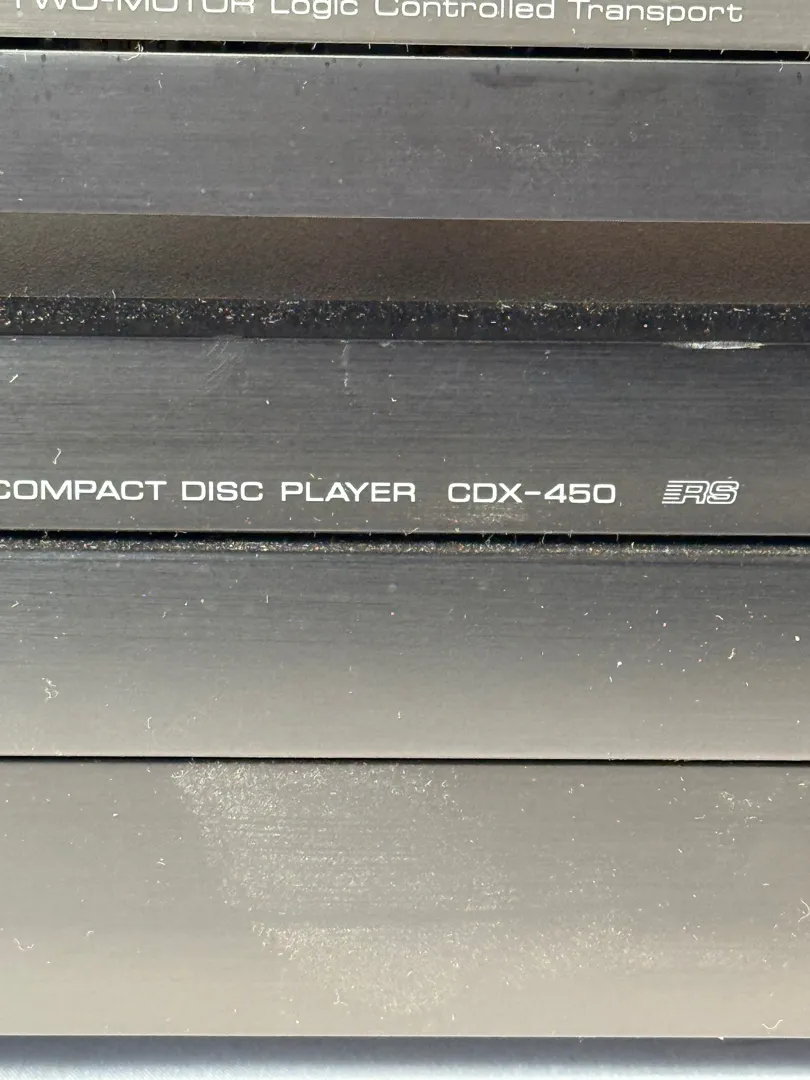 TWO-MOTOR Logic Controlled Transport
COMPACT DISC PLAYER CDX-450 RS